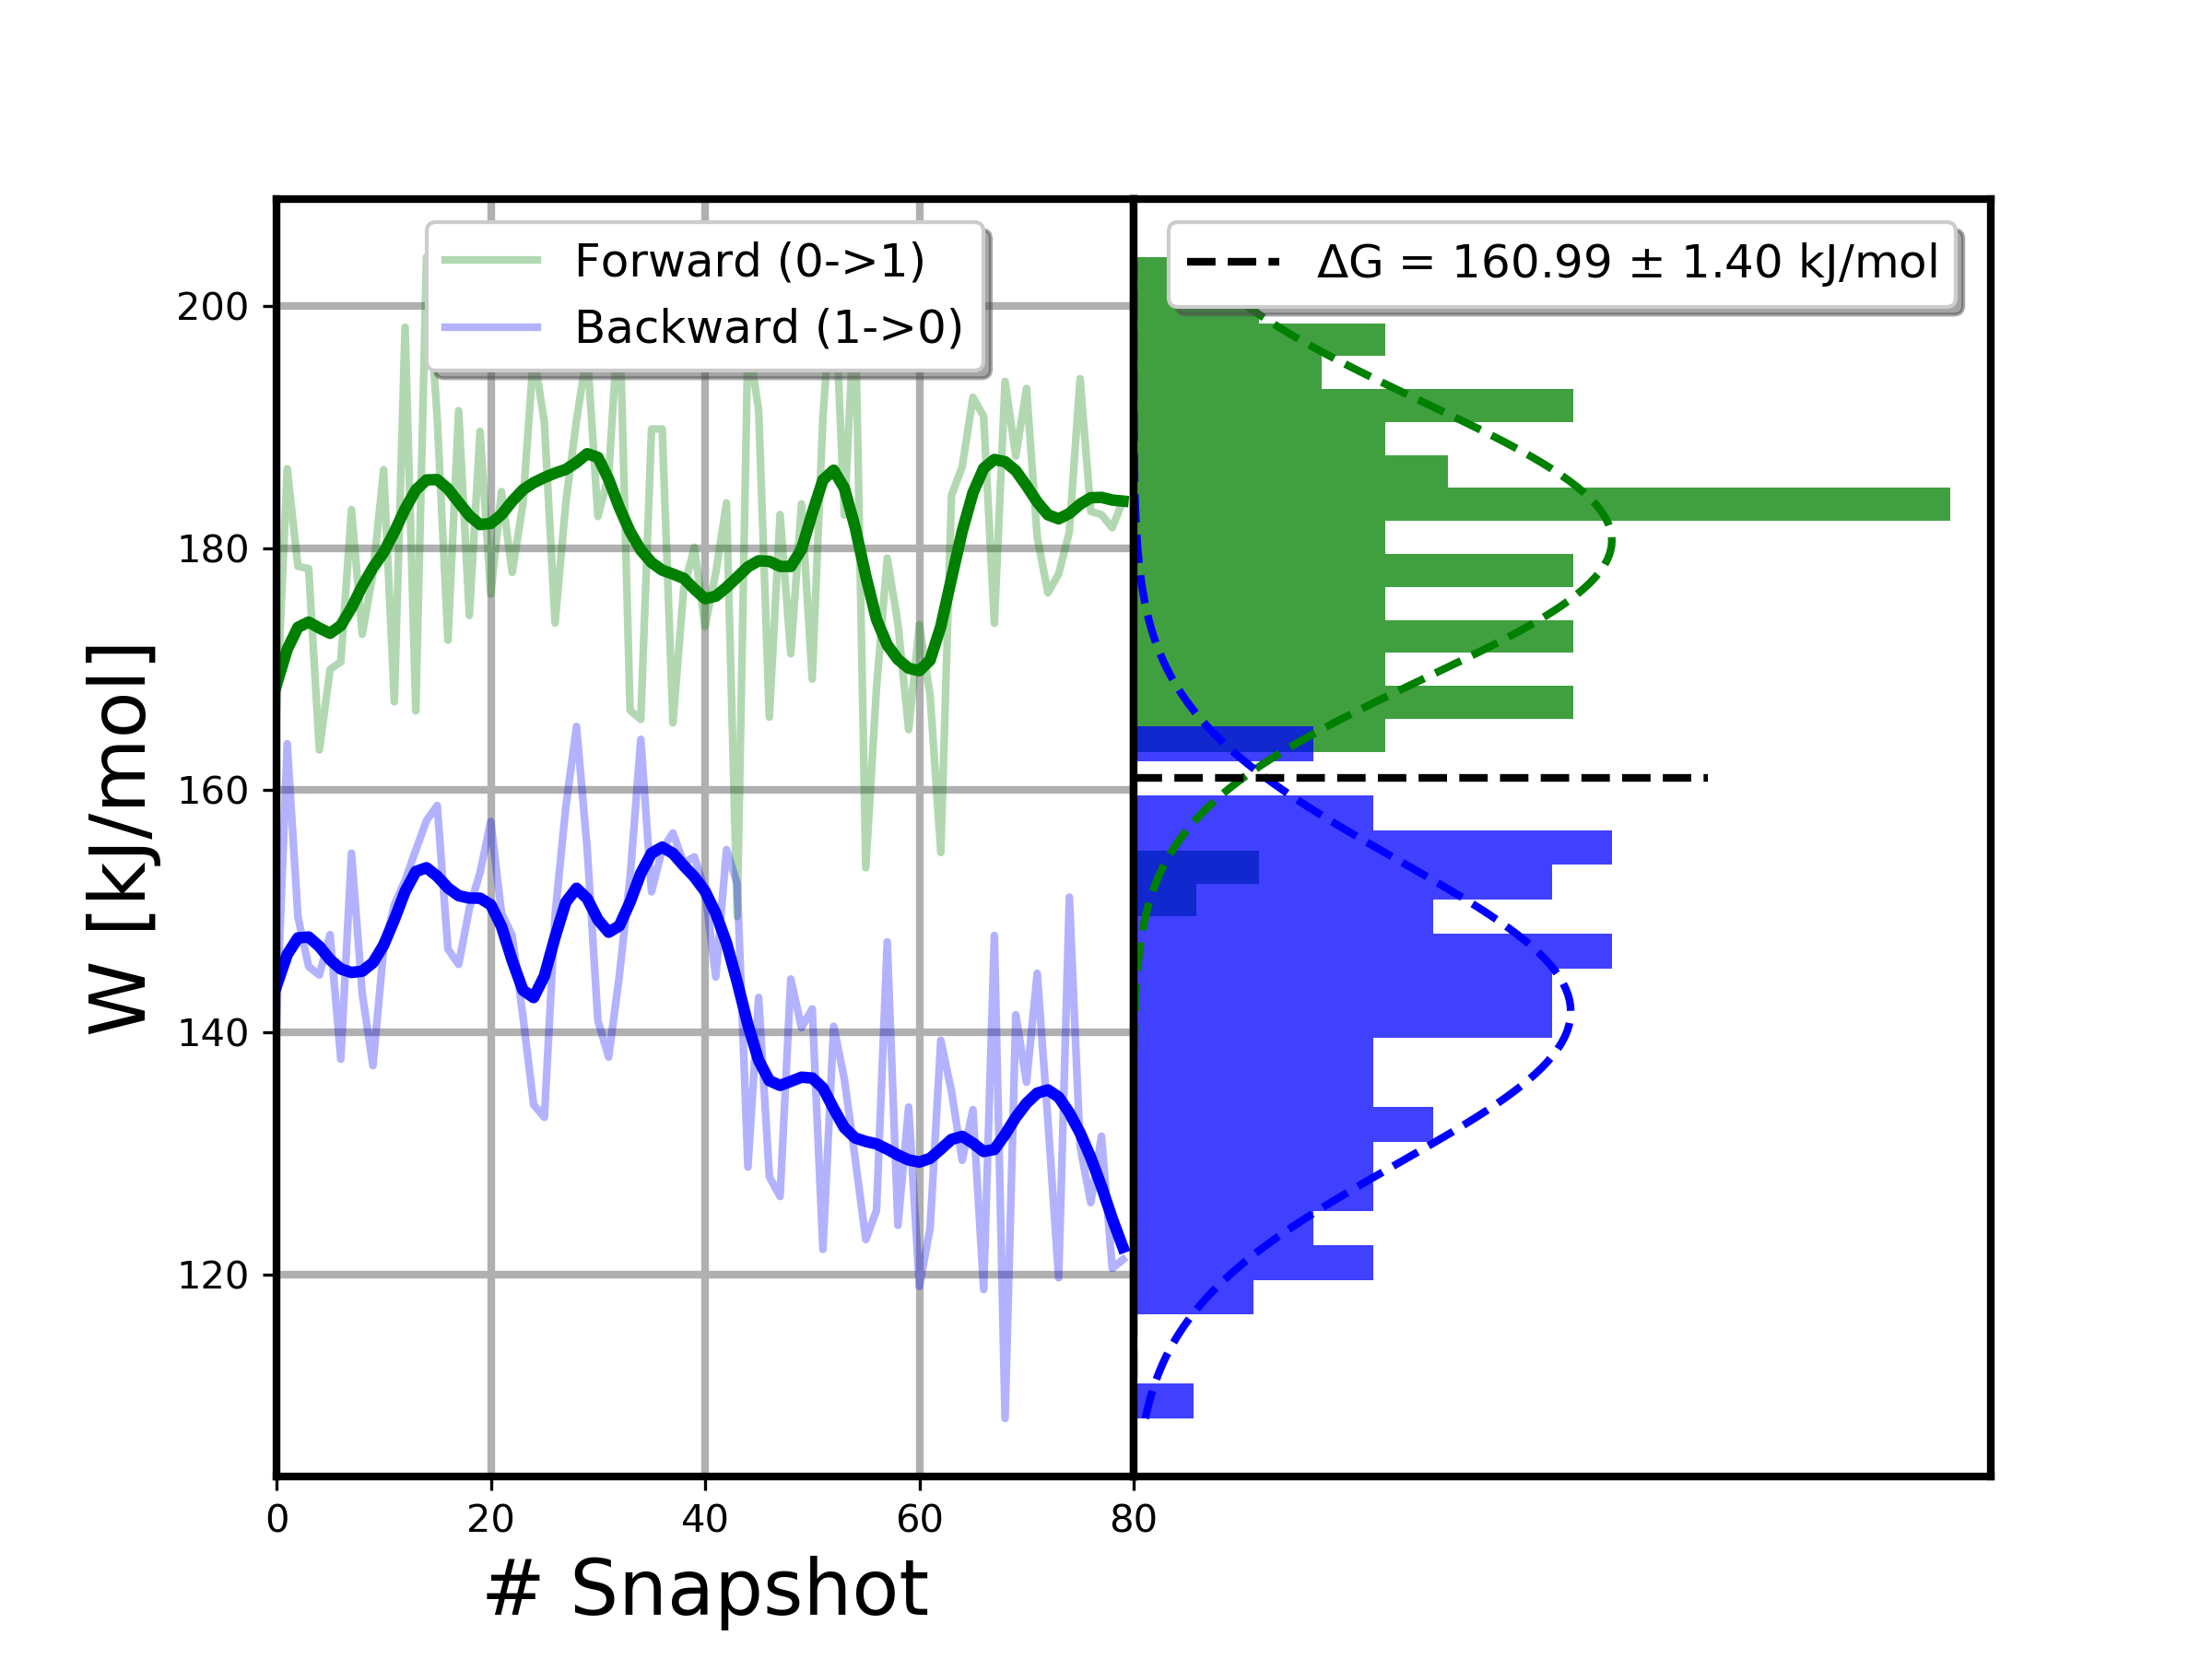 Forward (0->1)
Backward (1->0)
ΔG = 160.99 ± 1.40 kJ/mol
W [kJ/mol]
200
180
160
140
120
0 20 40 60 80
# Snapshot